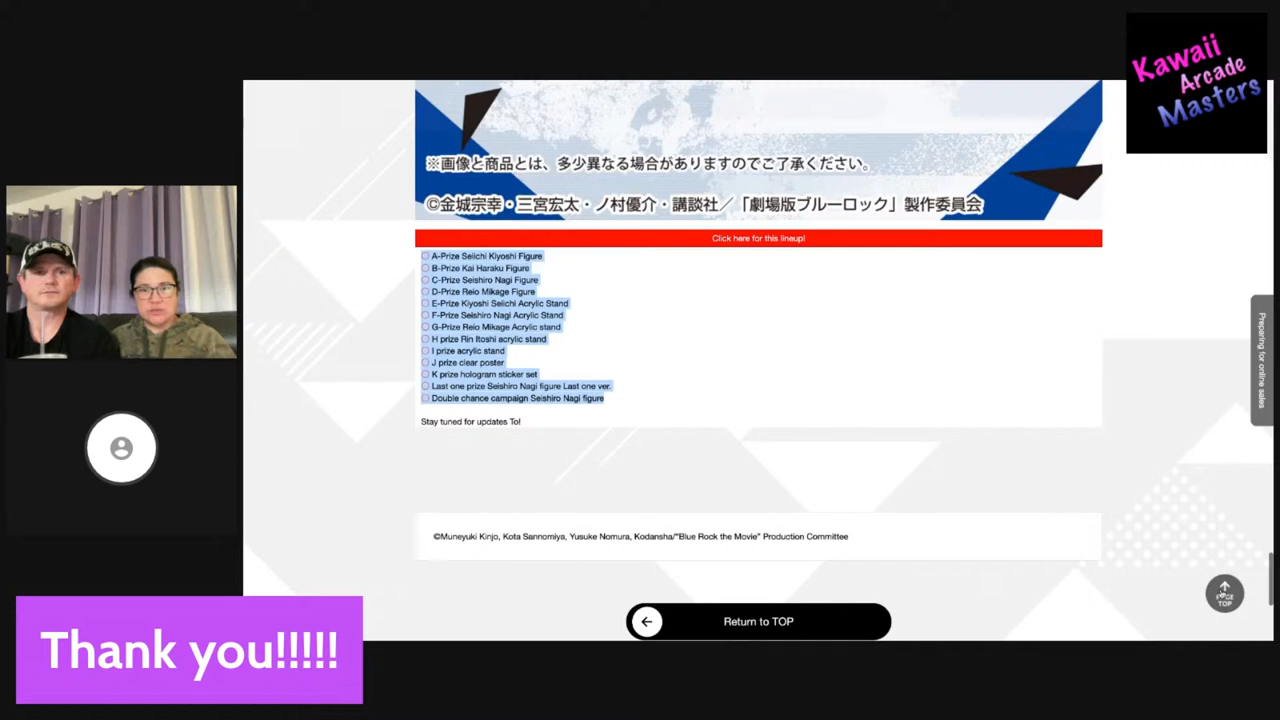 Kawaii
Arcade
Masters
※画像と商品とは、多少異なる場合がありますのでご了承ください。
©金城宗幸・三宮宏太・ノ村優介・講談社／「劇場版ブルーロック」製作委員会
Click here for this lineup!
A-Prize Seiichi Kiyoshi Figure
B-Prize Kai Haraku Figure
C-Prize Seishiro Nagi Figure
D-Prize Reio Mikage Figure
E-Prize Kiyoshi Seiichi Acrylic Stand
F-Prize Seishiro Nagi Acrylic Stand
G-Prize Reio Mikage Acrylic stand
H prize Rin Itoshi acrylic stand
I prize acrylic stand
J prize clear poster
K prize hologram sticker set
Last one prize Seishiro Nagi figure Last one ver.
Double chance campaign Seishiro Nagi figure
Stay tuned for updates To!
Preparing for online sales
©Muneyuki Kinjo, Kota Sannomiya, Yusuke Nomura, Kodansha/"Blue Rock the Movie" Production Committee
PAGE
TOP
Return to TOP
Thank you!!!!!